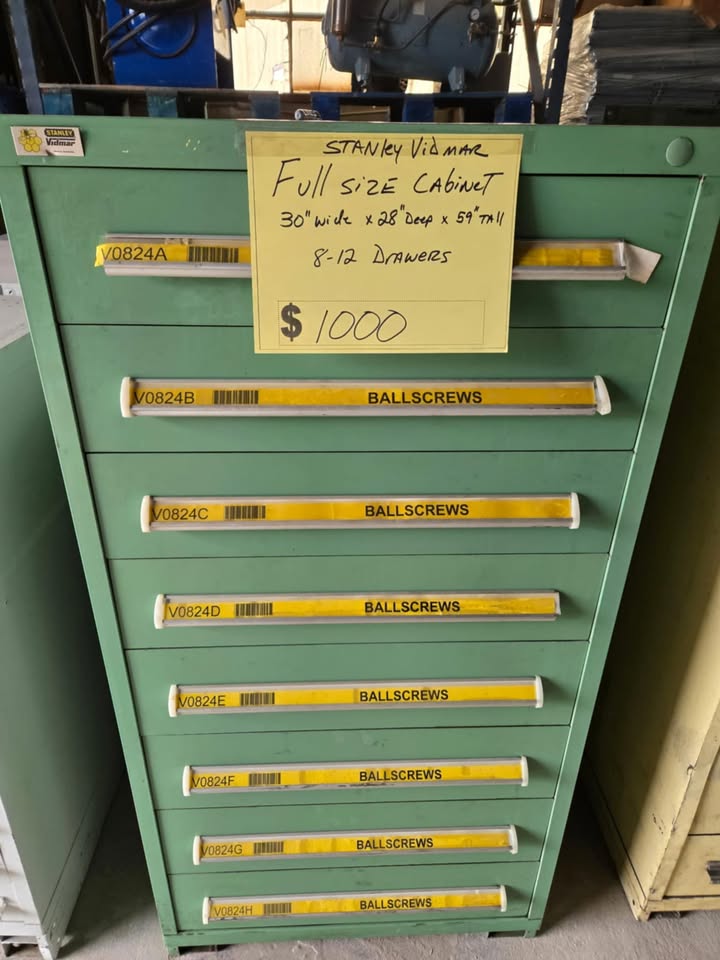 STANLEY
Vidmar
STANLEY VIDMAR
FULL SIZE CABINET
30" wide x 28" Deep x 59" TAll
8-12 DRAWERS
$ 1000
V0824A
V0824B BALLSCREWS
V0824C BALLSCREWS
V0824D BALLSCREWS
V0824E BALLSCREWS
V0824F BALLSCREWS
V0824G BALLSCREWS
V0824H BALLSCREWS